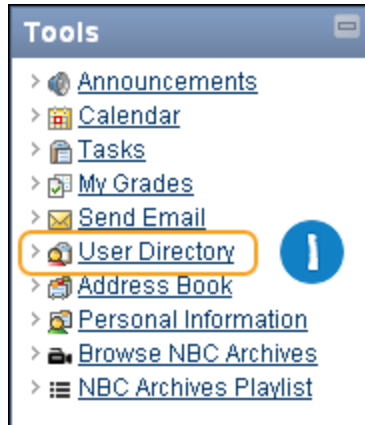 Tools
Announcements
Calendar
Tasks
My Grades
Send Email
User Directory
1
Address Book
Personal Information
Browse NBC Archives
NBC Archives Playlist